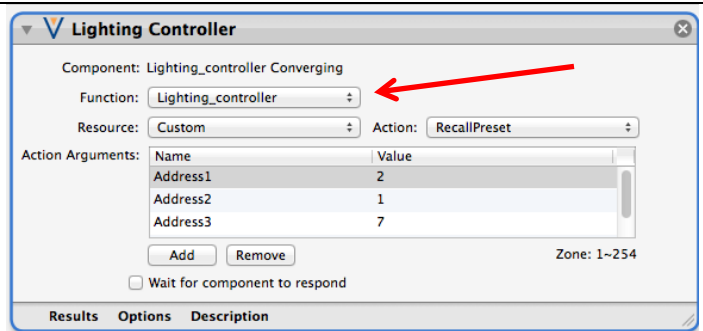 Lighting Controller
Component: Lighting_controller Converging
Function: Lighting_controller
Resource: Custom Action: RecallPreset
Action Arguments: Name Value
Address1 2
Address2 1
Address3 7
Add Remove Zone: 1~254
Wait for component to respond
Results Options Description